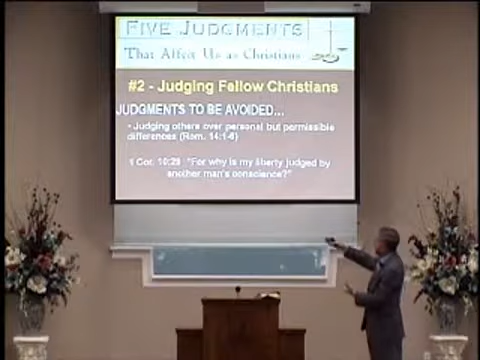 FIVE JUDGMENTS
That Affect Us as Christians
#2 - Judging Fellow Christians
JUDGMENTS TO BE AVOIDED...
• Judging others over personal but permissible
differences (Rom. 14:1-6)
1 Cor. 10:29 "For why is my liberty judged by
another man's conscience?"